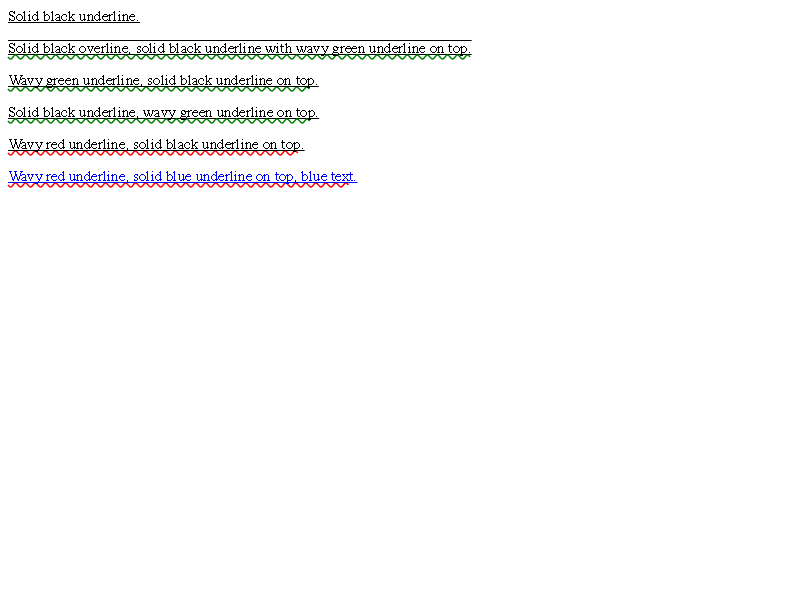 Solid black underline.
Solid black overline, solid black underline with wavy green underline on top.
Wavy green underline, solid black underline on top.
Solid black underline, wavy green underline on top.
Wavy red underline, solid black underline on top.
Wavy red underline, solid blue underline on top, blue text.